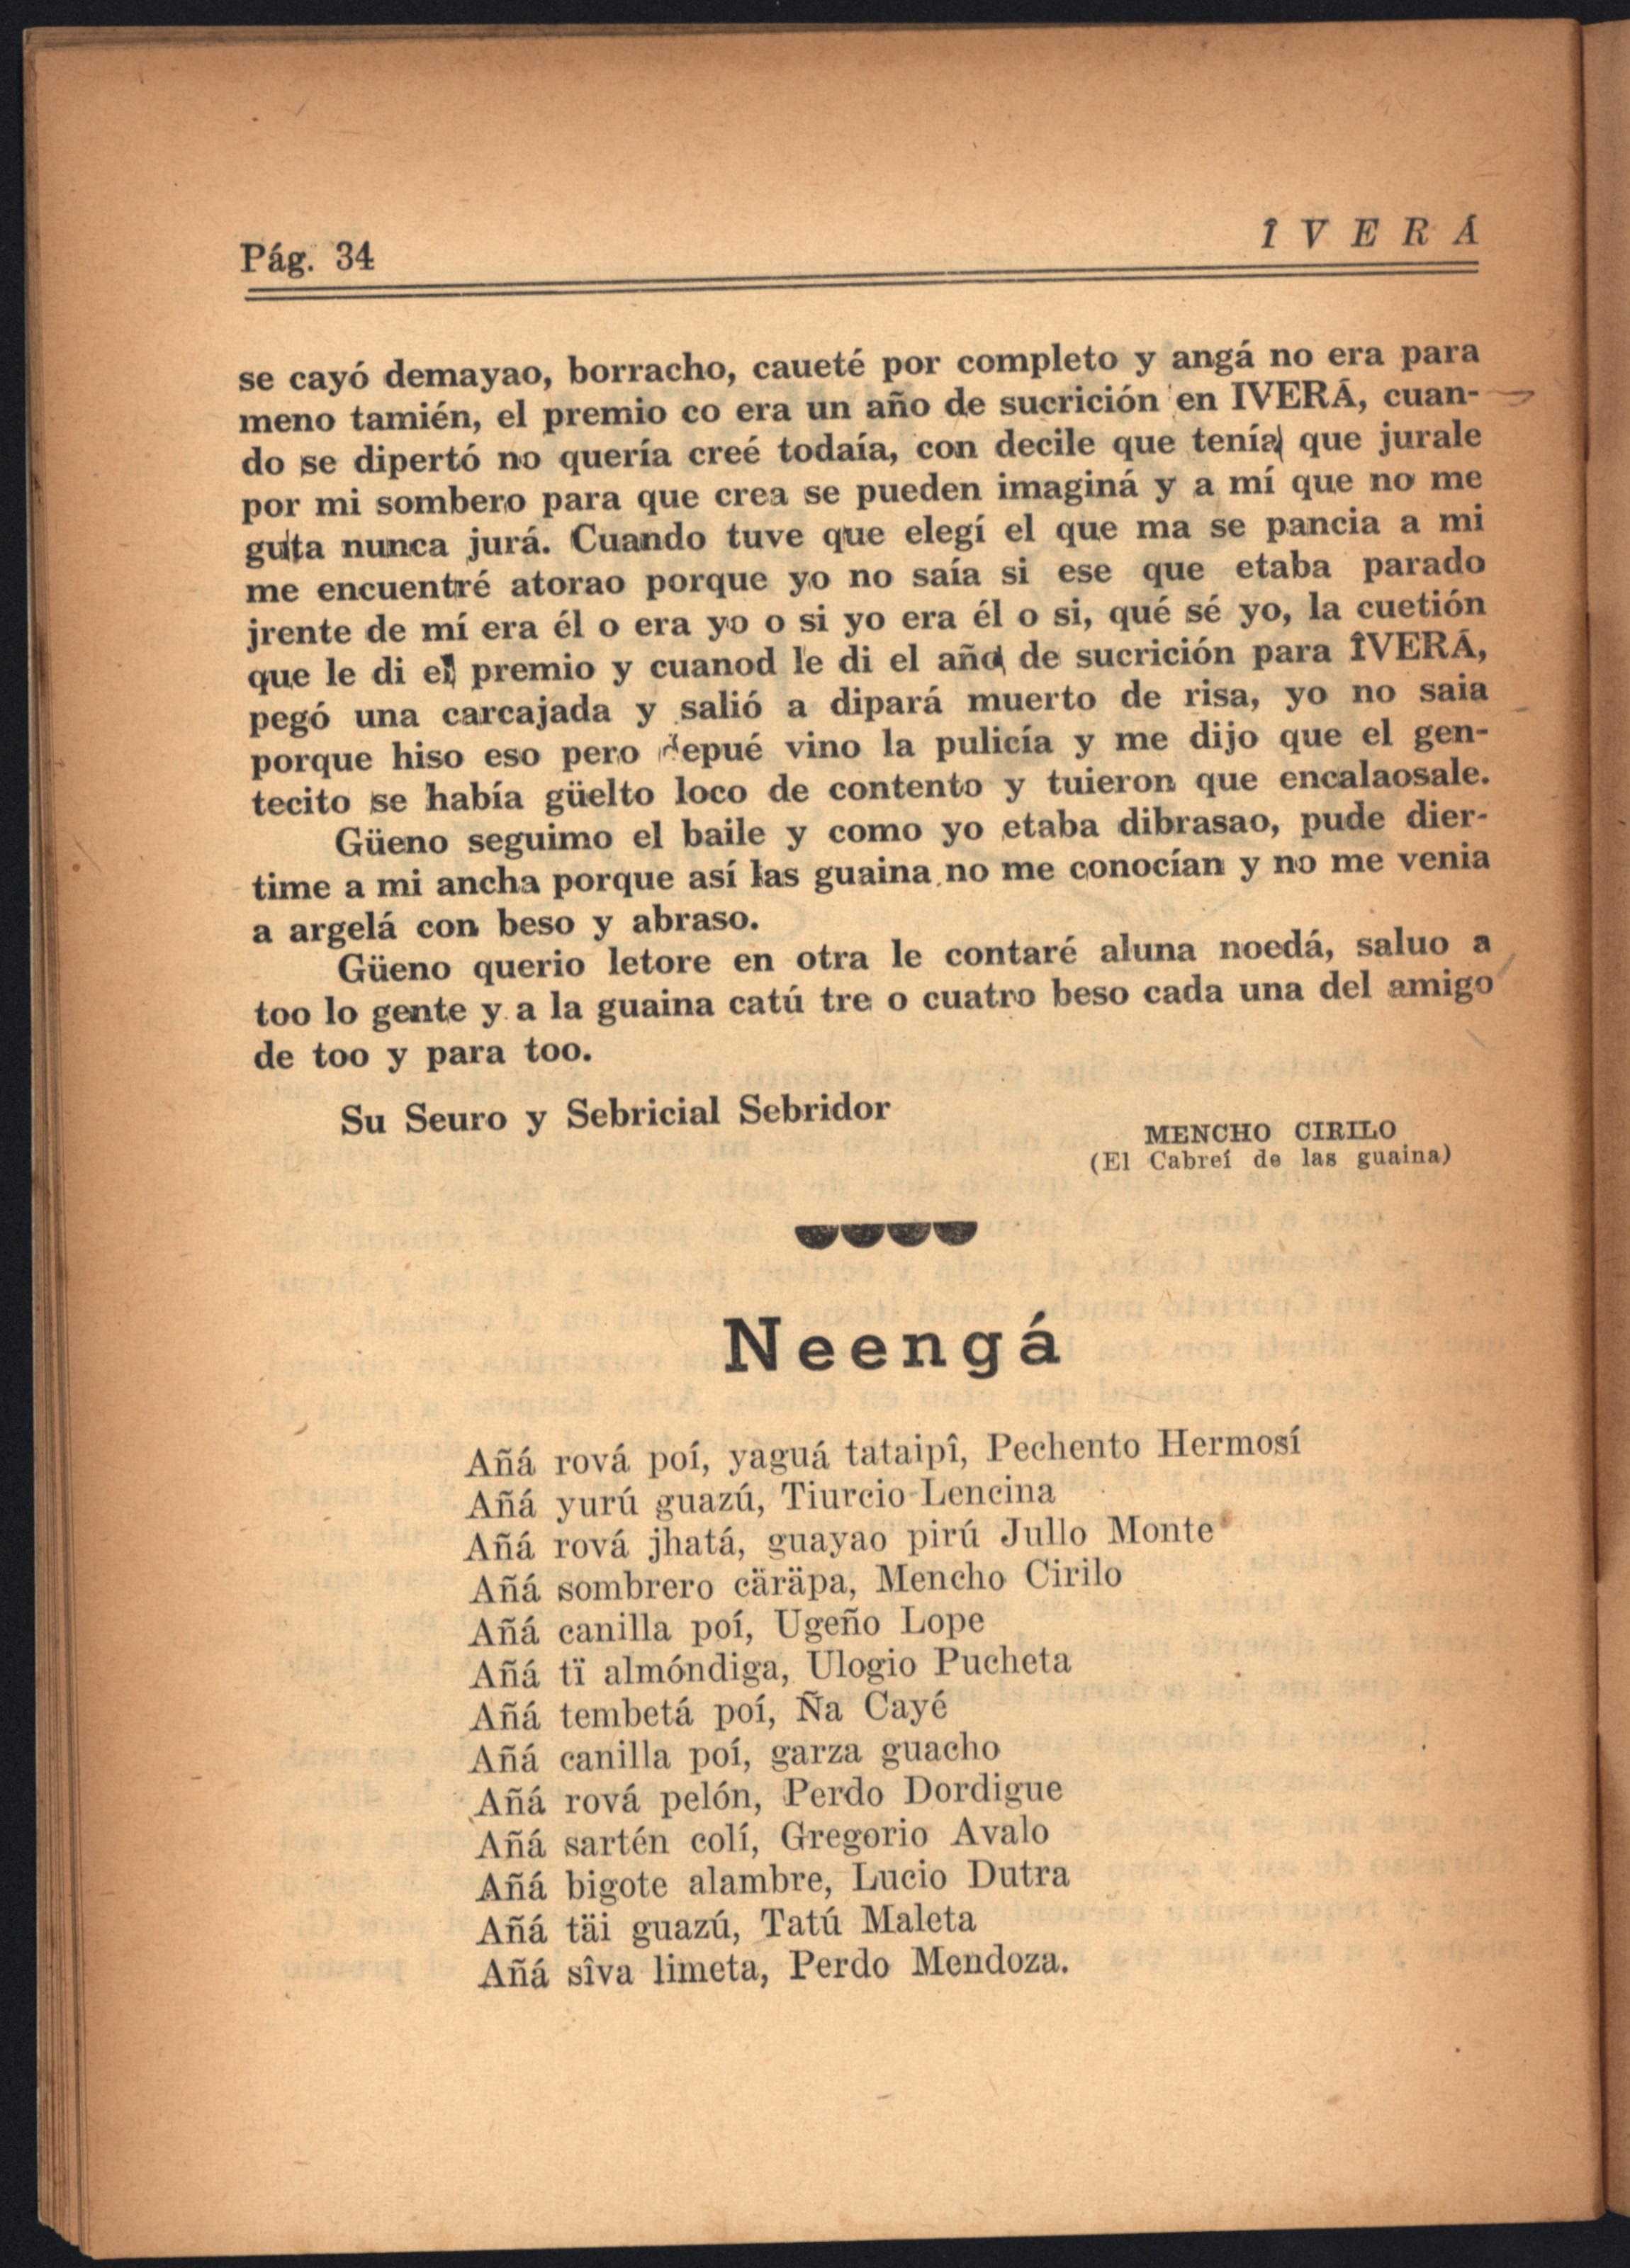 Pág. 34
Î V E R Á
se cayó demayao, borracho, caueté por completo y angá no era para
meno tamién, el premio co era un año de sucrición en IVERÁ, cuan-
do se dipertó no quería creé todaía, con decile que tenía que jurale
por mi sombero para que crea se pueden imaginá y a mí que no me
guta nunca jurá. Cuando tuve que elegí el que ma se pancia a mi
me encuentré atorao porque yo no saía si ese que etaba parado
jrente de mí era él o era yo o si yo era él o si, qué sé yo, la cuetión
que le di el premio y cuanod le di el año de sucrición para ÎVERÁ,
pegó una carcajada y salió a dipará muerto de risa, yo no saia
porque hiso eso pero depué vino la pulicía y me dijo que el gen-
tecito se había güelto loco de contento y tuieron que encalaosale.
Güeno seguimo el baile y como yo etaba dibrasao, pude dier-
time a mi ancha porque así las guaina no me conocían y no me venia
a argelá con beso y abraso.
Güeno querio letore en otra le contaré aluna noedá, saluo a
too lo gente y a la guaina catú tre o cuatro beso cada una del amigo
de too y para too.
Su Seuro y Sebricial Sebridor
MENCHO CIRILO
(El Cabreí de las guaina)
Neengá
Añá rová poí, yaguá tataipî, Pechento Hermosí
Añá yurú guazú, Tiurcio Lencina
Añá rová jhatá, guayao pirú Jullo Monte
Añá sombrero cäräpa, Mencho Cirilo
Añá canilla poí, Ugeño Lope
Añá tï almóndiga, Ulogio Pucheta
Añá tembetá poí, Ña Cayé
Añá canilla poí, garza guacho
Añá rová pelón, Perdo Dordigue
Añá sartén colí, Gregorio Avalo
Añá bigote alambre, Lucio Dutra
Añá täi guazú, Tatú Maleta
Añá sîva limeta, Perdo Mendoza.